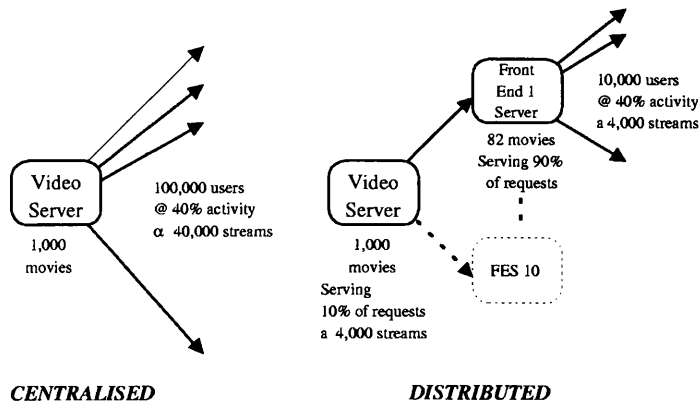 Video
Server
1,000
movies
100,000 users
@ 40% activity
α 40,000 streams
CENTRALISED
Front
End 1
Server
82 movies
Serving 90%
of requests
10,000 users
@ 40% activity
a 4,000 streams
Video
Server
1,000
movies
Serving
10% of requests
a 4,000 streams
FES 10
DISTRIBUTED